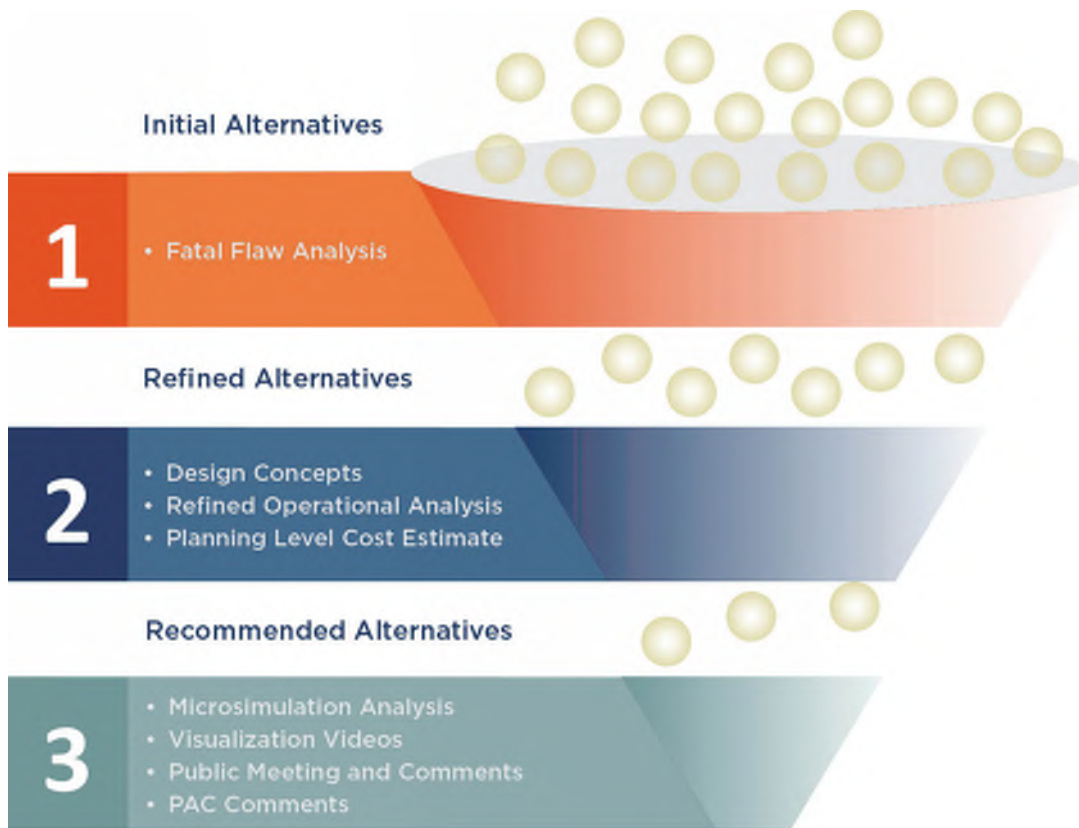 Initial Alternatives
1
• Fatal Flaw Analysis
Refined Alternatives
2
• Design Concepts
• Refined Operational Analysis
• Planning Level Cost Estimate
Recommended Alternatives
3
• Microsimulation Analysis
• Visualization Videos
• Public Meeting and Comments
• PAC Comments